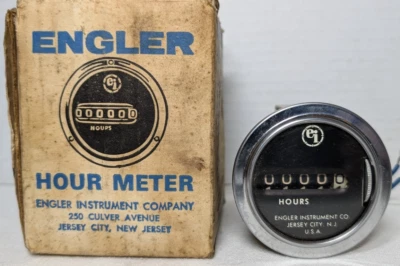 ENGLER
ei
000000
HOURS
HOUR METER
ENGLER INSTRUMENT COMPANY
250 CULVER AVENUE
JERSEY CITY, NEW JERSEY
ei
HOURS
ENGLER INSTRUMENT CO.
JERSEY CITY, N.J.
U.S.A.